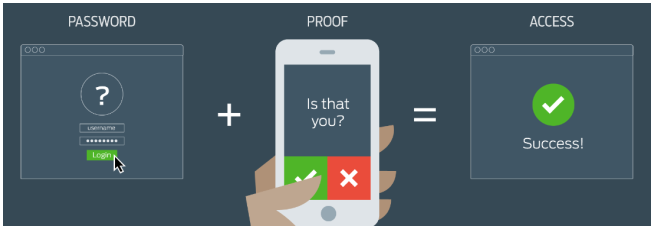 PASSWORD
PROOF
ACCESS
?
username
Login
+
Is that
you?
=
Success!